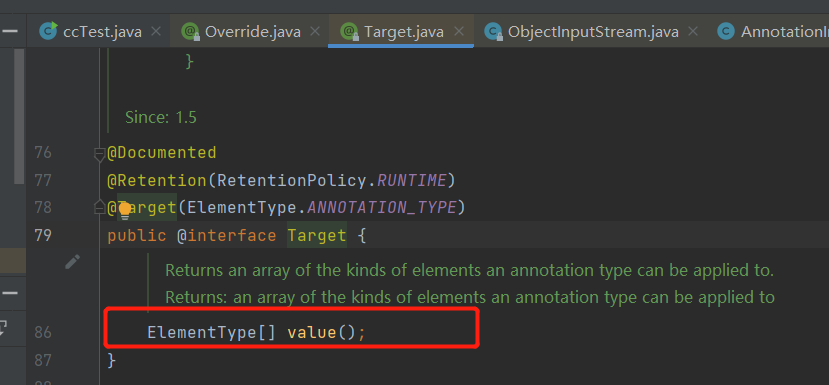 ccTest.java Override.java Target.java ObjectInputStream.java AnnotationIn
}
Since: 1.5
76 @Documented
77 @Retention(RetentionPolicy.RUNTIME)
78 @Target(ElementType.ANNOTATION_TYPE)
79 public @interface Target {
Returns an array of the kinds of elements an annotation type can be applied to.
Returns: an array of the kinds of elements an annotation type can be applied to
86 ElementType[] value();
87 }
88